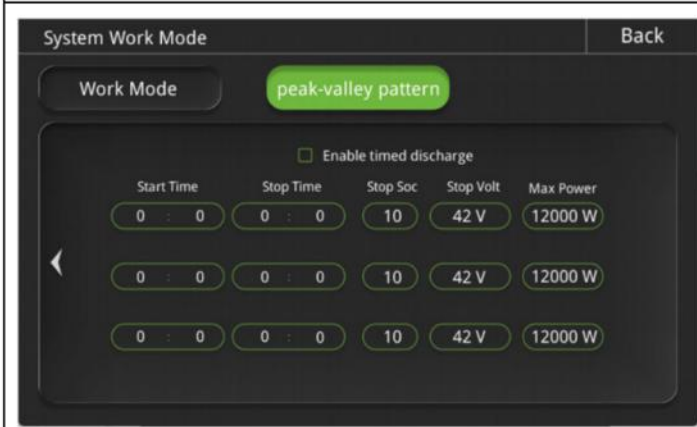 System Work Mode Back
Work Mode peak-valley pattern
Enable timed discharge
Start Time Stop Time Stop Soc Stop Volt Max Power
0 : 0 0 : 0 10 42 V 12000 W
0 : 0 0 : 0 10 42 V 12000 W
0 : 0 0 : 0 10 42 V 12000 W